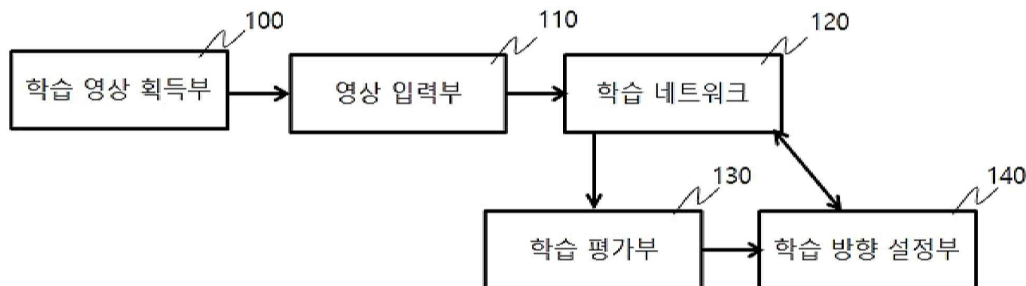 100
학습 영상 획득부
110
영상 입력부
120
학습 네트워크
130
학습 평가부
140
학습 방향 설정부